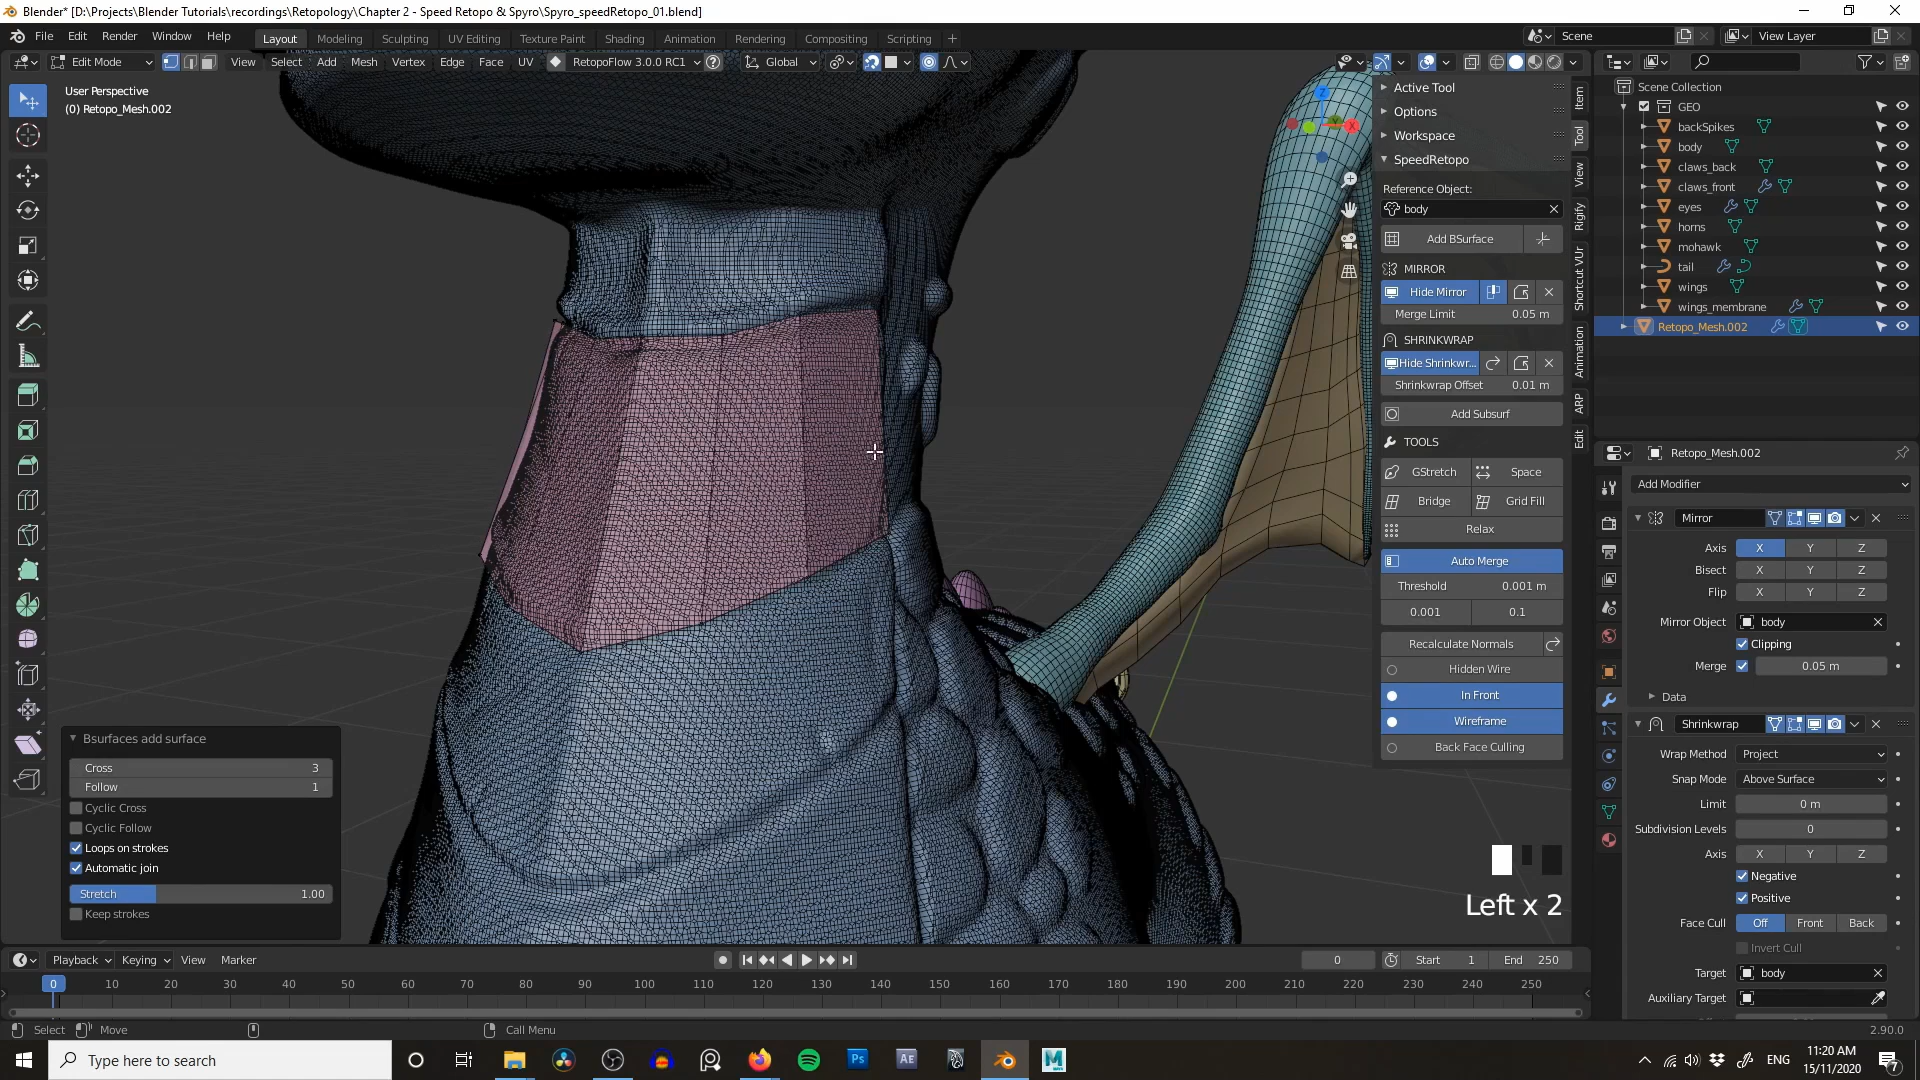 Blender* [D:\Projects\Blender Tutorials\recordings\Retopology\Chapter 2 - Speed Retopo & Spyro\Spyro_speedRetopo_01.blend]
File Edit Render Window Help Layout Modeling Sculpting UV Editing Texture Paint Shading Animation Rendering Compositing Scripting + Scene View Layer
Edit Mode View Select Add Mesh Vertex Edge Face UV RetopoFlow 3.0.0 RC1 Global
User Perspective
(0) Retopo_Mesh.002
Z
X
Y
Active Tool
Options
Workspace
SpeedRetopo
Reference Object:
body
Add BSurface
MIRROR
Hide Mirror
Merge Limit 0.05 m
SHRINKWRAP
Hide Shrinkwr...
Shrinkwrap Offset 0.01 m
Add Subsurf
TOOLS
GStretch Space
Bridge Grid Fill
Relax
Auto Merge
Threshold 0.001 m
0.001 0.1
Recalculate Normals
Hidden Wire
In Front
Wireframe
Back Face Culling
Item
Tool
View
Rigify
Shortcut VUr
Animation
ARP
Edit
Scene Collection
GEO
backSpikes
body
claws_back
claws_front
eyes
horns
mohawk
tail
wings
wings_membrane
Retopo_Mesh.002
Retopo_Mesh.002
Add Modifier
Mirror
Axis X Y Z
Bisect X Y Z
Flip X Y Z
Mirror Object body
Clipping
Merge 0.05 m
Data
Shrinkwrap
Wrap Method Project
Snap Mode Above Surface
Limit 0 m
Subdivision Levels 0
Axis X Y Z
Negative
Positive
Face Cull Off Front Back
Invert Cull
Target body
Auxiliary Target
Bsurfaces add surface
Cross 3
Follow 1
Cyclic Cross
Cyclic Follow
Loops on strokes
Automatic join
Stretch 1.00
Keep strokes
Left x 2
Playback Keying View Marker 0 Start 1 End 250
0 10 20 30 40 50 60 70 80 90 100 110 120 130 140 150 160 170 180 190 200 210 220 230 240 250
Select Move Call Menu 2.90.0
Type here to search
Ps
Ae
M
ENG
11:20 AM
15/11/2020
7